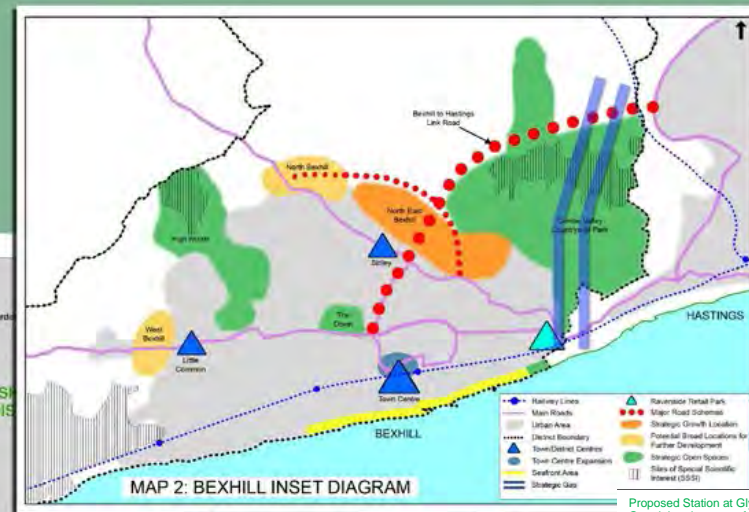 Bexhill to Hastings
Link Road
North Bexhill
North East
Bexhill
High Woods
Sidley
Countryside Park
The
Down
West
Bexhill
Little
Common
Town Centre
HASTINGS
BEXHILL
MAP 2: BEXHILL INSET DIAGRAM
Railway Lines
Main Roads
Urban Area
District Boundary
Town/District Centres
Town Centre Expansion
Seafront Area
Strategic Gap
Ravenside Retail Park
Major Road Schemes
Strategic Growth Location
Potential Broad Locations for
Further Development
Strategic Open Spaces
Sites of Special Scientific
Interest (SSSI)
Proposed Station at Gl